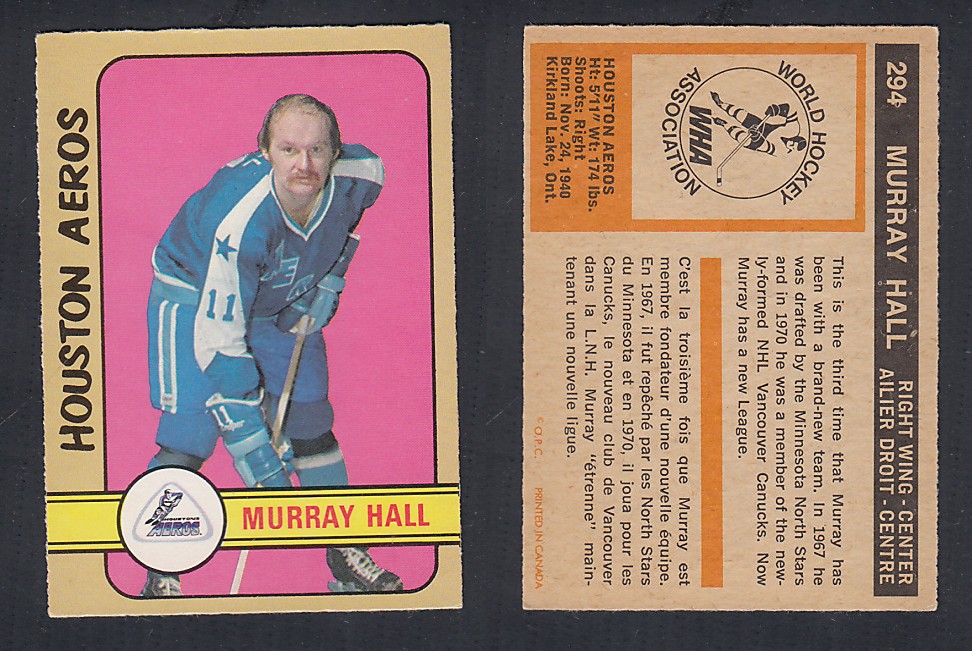 HOUSTON AEROS
11
11
HOUSTON
AEROS
MURRAY HALL
294 MURRAY HALL RIGHT WING - CENTER
AILIER DROIT - CENTRE
WORLD HOCKEY
ASSOCIATION
WHA
HOUSTON AEROS
Ht: 5'11" Wt: 174 lbs.
Shoots: Right
Born: Nov. 24, 1940
Kirkland Lake, Ont.
This is the third time that Murray has
been with a brand-new team. In 1967 he
was drafted by the Minnesota North Stars
and in 1970 he was a member of the new-
ly-formed NHL Vancouver Canucks. Now
Murray has a new League.
C'est la troisième fois que Murray est
membre fondateur d'une nouvelle équipe.
En 1967, il fut repêché par les North Stars
du Minnesota et en 1970, il joua pour les
Canucks, le nouveau club de Vancouver
dans la L.N.H. Murray "étrenne" main-
tenant une nouvelle ligue.
© O.P.C. PRINTED IN CANADA